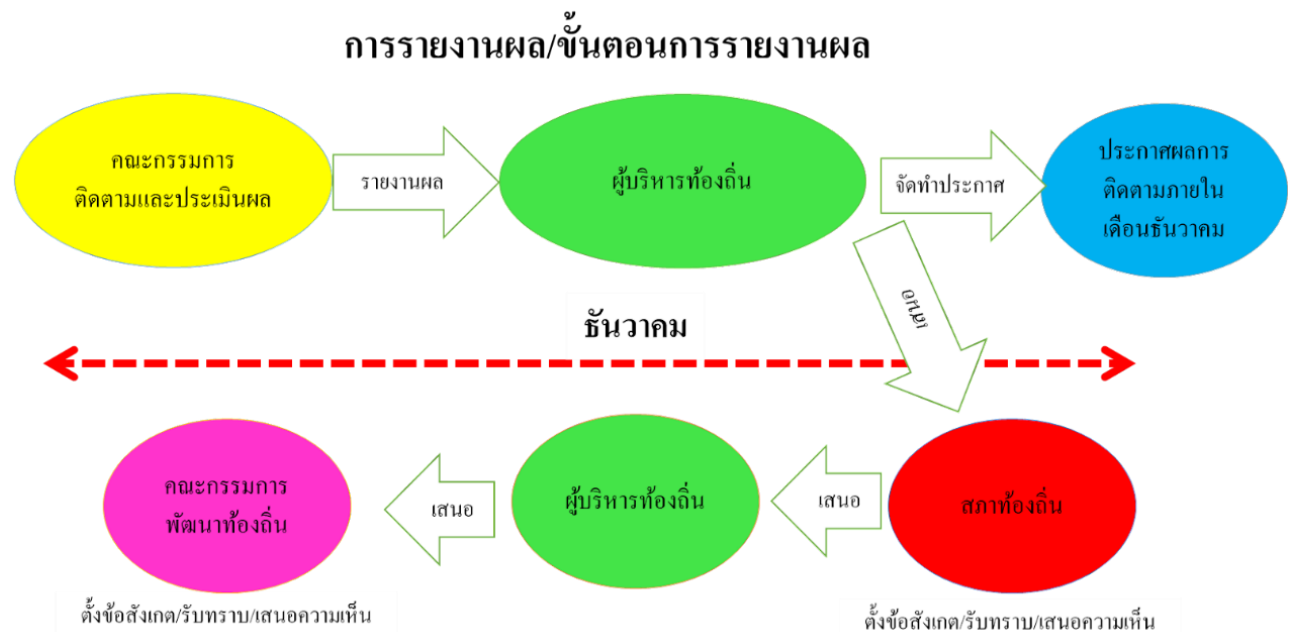 การรายงานผล/ขั้นตอนการรายงานผล
คณะกรรมการ
ติดตามและประเมินผล
รายงานผล
ผู้บริหารท้องถิ่น
จัดทำประกาศ
ประกาศผลการ
ติดตามภายใน
เดือนธันวาคม
เสนอ
ธันวาคม
คณะกรรมการ
พัฒนาท้องถิ่น
เสนอ
ผู้บริหารท้องถิ่น
เสนอ
สภาท้องถิ่น
ตั้งข้อสังเกต/รับทราบ/เสนอความเห็น
ตั้งข้อสังเกต/รับทราบ/เสนอความเห็น